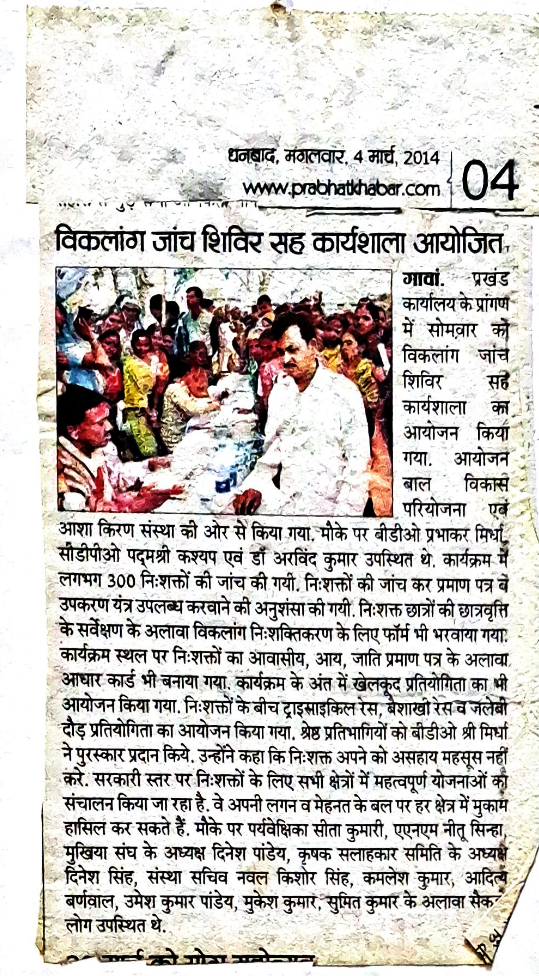 धनबाद, मंगलवार, 4 मार्च, 2014
www.prabhatkhabar.com
04
विकलांग जांच शिविर सह कार्यशाला आयोजित
गावां. प्रखंड
कार्यालय के प्रांगण
में सोमवार को
विकलांग जांच
शिविर सह
कार्यशाला का
आयोजन किया
गया. आयोजन
बाल विकास
परियोजना एवं
आशा किरण संस्था की ओर से किया गया. मौके पर बीडीओ प्रभाकर मिर्धा,
सीडीपीओ पद्मश्री कश्यप एवं डॉ अरविंद कुमार उपस्थित थे. कार्यक्रम में
लगभग 300 निःशक्तों की जांच की गयी. निःशक्तों की जांच कर प्रमाण पत्र व
उपकरण यंत्र उपलब्ध करवाने की अनुशंसा की गयी. निःशक्त छात्रों की छात्रवृत्ति
के सर्वेक्षण के अलावा विकलांग निःशक्तिकरण के लिए फॉर्म भी भरवाया गया.
कार्यक्रम स्थल पर निःशक्तों का आवासीय, आय, जाति प्रमाण पत्र के अलावा
आधार कार्ड भी बनाया गया. कार्यक्रम के अंत में खेलकूद प्रतियोगिता का भी
आयोजन किया गया. निःशक्तों के बीच ट्राइसाइकिल रेस, बैशाखी रेस व जलेबी
दौड़ प्रतियोगिता का आयोजन किया गया. श्रेष्ठ प्रतिभागियों को बीडीओ श्री मिर्धा
ने पुरस्कार प्रदान किये. उन्होंने कहा कि निःशक्त अपने को असहाय महसूस नहीं
करे. सरकारी स्तर पर निःशक्तों के लिए सभी क्षेत्रों में महत्वपूर्ण योजनाओं का
संचालन किया जा रहा है. वे अपनी लगन व मेहनत के बल पर हर क्षेत्र में मुकाम
हासिल कर सकते हैं. मौके पर पर्यवेक्षिका सीता कुमारी, एएनएम नीतू सिन्हा,
मुखिया संघ के अध्यक्ष दिनेश पांडेय, कृषक सलाहकार समिति के अध्यक्ष
दिनेश सिंह, संस्था सचिव नवल किशोर सिंह, कमलेश कुमार, आदित्य
बर्णवाल, उमेश कुमार पांडेय, मुकेश कुमार, सुमित कुमार के अलावा सैक
लोग उपस्थित थे.